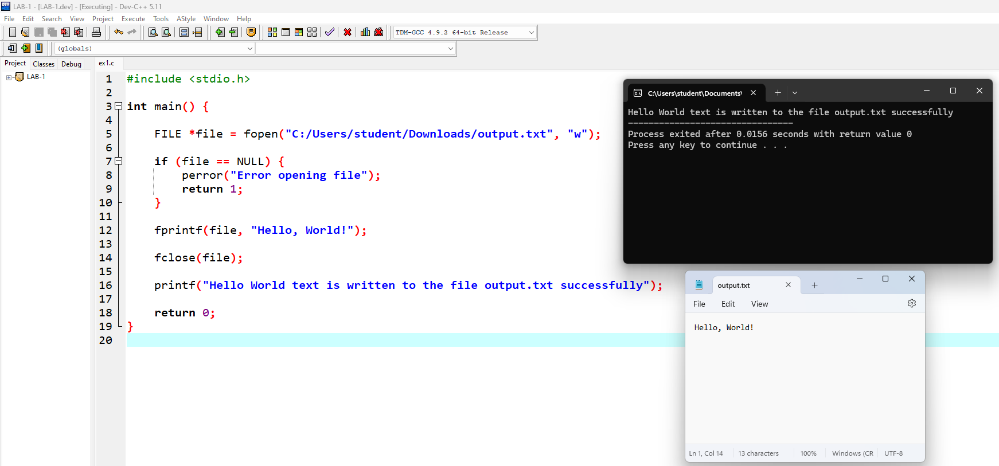 LAB-1 - [LAB-1.dev] - [Executing] - Dev-C++ 5.11
File Edit Search View Project Execute Tools AStyle Window Help
TDM-GCC 4.9.2 64-bit Release
(globals)
Project Classes Debug
LAB-1
ex1.c
1 #include <stdio.h>
2
3 int main() {
4
5     FILE *file = fopen("C:/Users/student/Downloads/output.txt", "w");
6
7     if (file == NULL) {
8         perror("Error opening file");
9         return 1;
10     }
11
12     fprintf(file, "Hello, World!");
13
14     fclose(file);
15
16     printf("Hello World text is written to the file output.txt successfully");
17
18     return 0;
19 }
20
C:\Users\student\Documents\
Hello World text is written to the file output.txt successfully
--------------------------------
Process exited after 0.0156 seconds with return value 0
Press any key to continue . . .
output.txt
File Edit View
Hello, World!
Ln 1, Col 14 13 characters 100% Windows (CR UTF-8